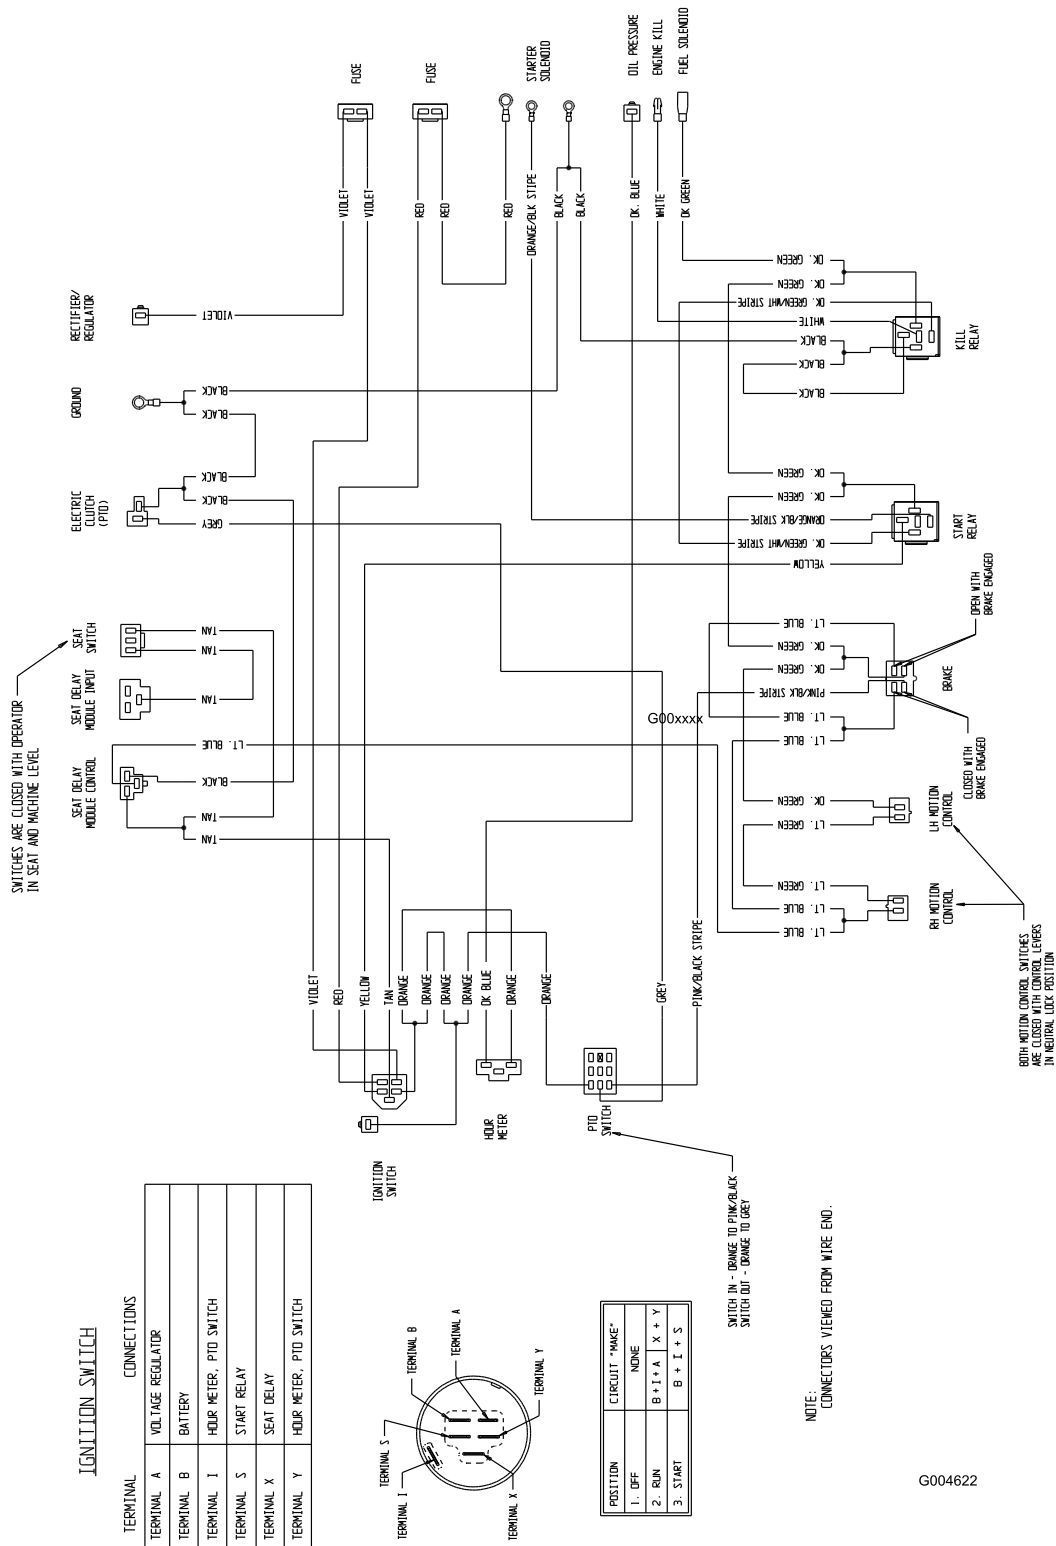 SWITCHES ARE CLOSED WITH OPERATOR
IN SEAT AND MACHINE LEVEL
RECTIFIER/
REGULATOR
GROUND
ELECTRIC
CLUTCH
(PTO)
SEAT
SWITCH
SEAT DELAY
MODULE INPUT
SEAT DELAY
MODULE CONTROL
FUSE
FUSE
STARTER
SOLENOID
OIL PRESSURE
ENGINE KILL
FUEL SOLENOID
VIOLET
VIOLET
RED
RED
RED
ORANGE/BLK STIPE
BLACK
BLACK
DK. BLUE
WHITE
DK GREEN
VIOLET
BLACK
BLACK
BLACK
BLACK
GREY
TAN
TAN
TAN
LT. BLUE
BLACK
TAN
TAN
DK. GREEN
DK. GREEN
DK. GREEN/WHT STRIPE
WHITE
BLACK
BLACK
BLACK
KILL
RELAY
DK. GREEN
DK. GREEN
ORANGE/BLK STRIPE
DK. GREEN/WHT STRIPE
YELLOW
START
RELAY
OPEN WITH
BRAKE ENGAGED
LT. BLUE
DK. GREEN
DK. GREEN
PINK/BLK STRIPE
LT. BLUE
LT. BLUE
BRAKE
CLOSED WITH
BRAKE ENGAGED
G00xxxx
DK. GREEN
LT. GREEN
LH MOTION
CONTROL
LT. GREEN
LT. BLUE
LT. BLUE
RH MOTION
CONTROL
BOTH MOTION CONTROL SWITCHES
ARE CLOSED WITH CONTROL LEVERS
IN NEUTRAL LOCK POSITION
VIOLET
RED
YELLOW
TAN
ORANGE
ORANGE
ORANGE
ORANGE
DK BLUE
ORANGE
ORANGE
GREY
PINK/BLACK STRIPE
IGNITION
SWITCH
HOUR
METER
PTO
SWITCH
SWITCH IN - ORANGE TO PINK/BLACK
SWITCH OUT - ORANGE TO GREY
IGNITION SWITCH
TERMINAL CONNECTIONS
TERMINAL A VOLTAGE REGULATOR
TERMINAL B BATTERY
TERMINAL I HOUR METER, PTO SWITCH
TERMINAL S START RELAY
TERMINAL X SEAT DELAY
TERMINAL Y HOUR METER, PTO SWITCH
TERMINAL I
TERMINAL S
TERMINAL B
TERMINAL A
TERMINAL Y
TERMINAL X
POSITION CIRCUIT "MAKE"
1. OFF NONE
2. RUN B+I+A X + Y
3. START B + I + S
NOTE:
CONNECTORS VIEWED FROM WIRE END.
G004622